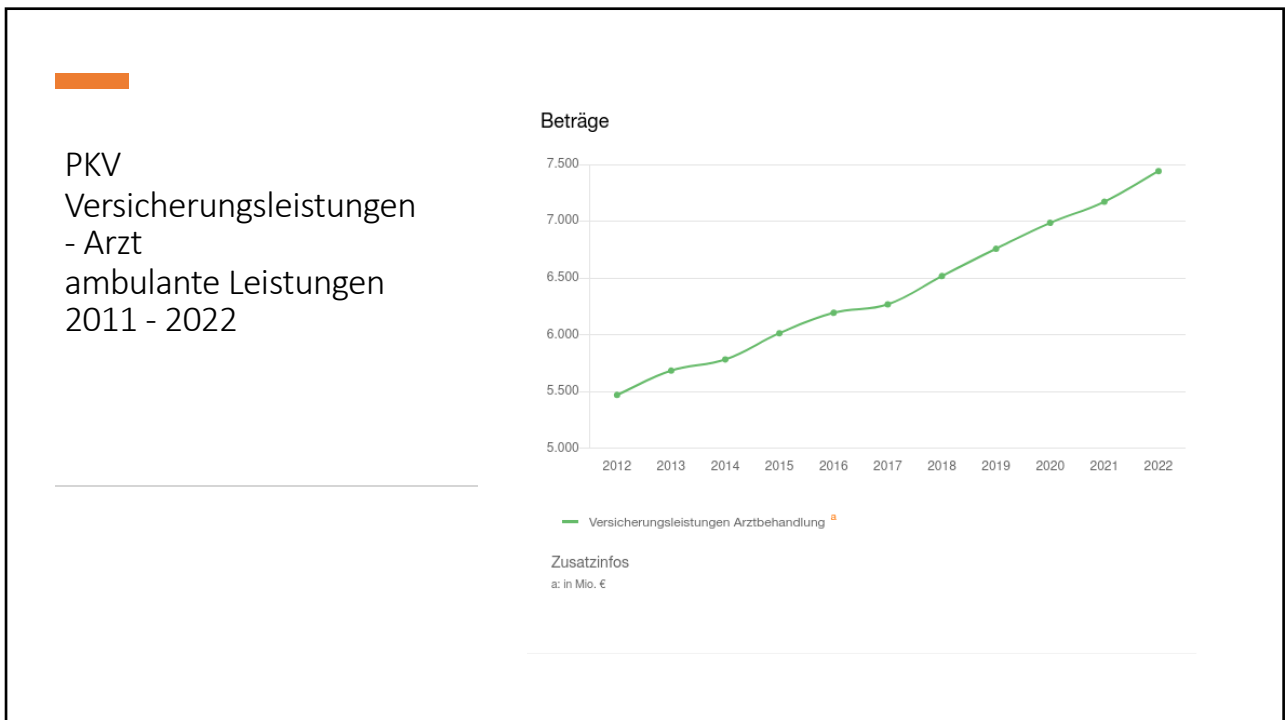 PKV
Versicherungsleistungen
- Arzt
ambulante Leistungen
2011 - 2022
Beträge
7.500
7.000
6.500
6.000
5.500
5.000
2012 2013 2014 2015 2016 2017 2018 2019 2020 2021 2022
Versicherungsleistungen Arztbehandlung a
Zusatzinfos
a: in Mio. €